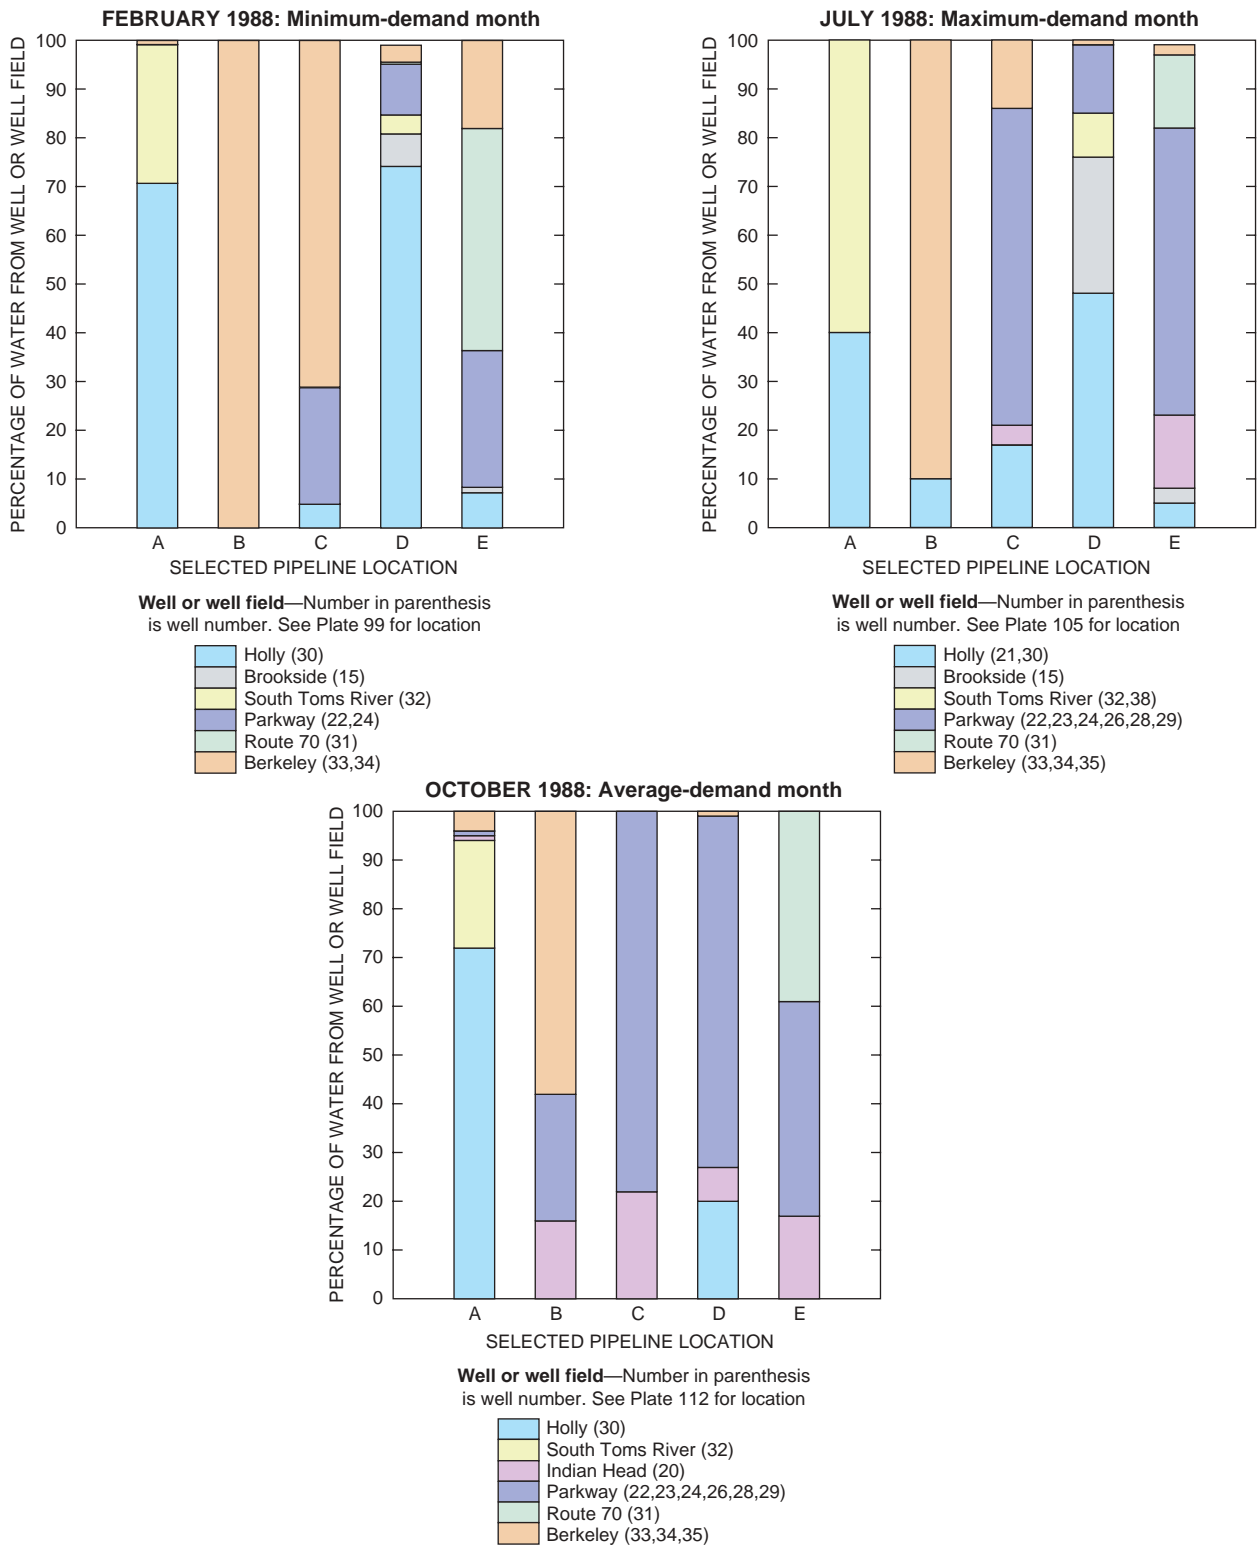 FEBRUARY 1988: Minimum-demand month
PERCENTAGE OF WATER FROM WELL OR WELL FIELD
100
90
80
70
60
50
40
30
20
10
0
A B C D E
SELECTED PIPELINE LOCATION
Well or well field—Number in parenthesis
is well number. See Plate 99 for location
Holly (30)
Brookside (15)
South Toms River (32)
Parkway (22,24)
Route 70 (31)
Berkeley (33,34)
JULY 1988: Maximum-demand month
PERCENTAGE OF WATER FROM WELL OR WELL FIELD
100
90
80
70
60
50
40
30
20
10
0
A B C D E
SELECTED PIPELINE LOCATION
Well or well field—Number in parenthesis
is well number. See Plate 105 for location
Holly (21,30)
Brookside (15)
South Toms River (32,38)
Parkway (22,23,24,26,28,29)
Route 70 (31)
Berkeley (33,34,35)
OCTOBER 1988: Average-demand month
PERCENTAGE OF WATER FROM WELL OR WELL FIELD
100
90
80
70
60
50
40
30
20
10
0
A B C D E
SELECTED PIPELINE LOCATION
Well or well field—Number in parenthesis
is well number. See Plate 112 for location
Holly (30)
South Toms River (32)
Indian Head (20)
Parkway (22,23,24,26,28,29)
Route 70 (31)
Berkeley (33,34,35)